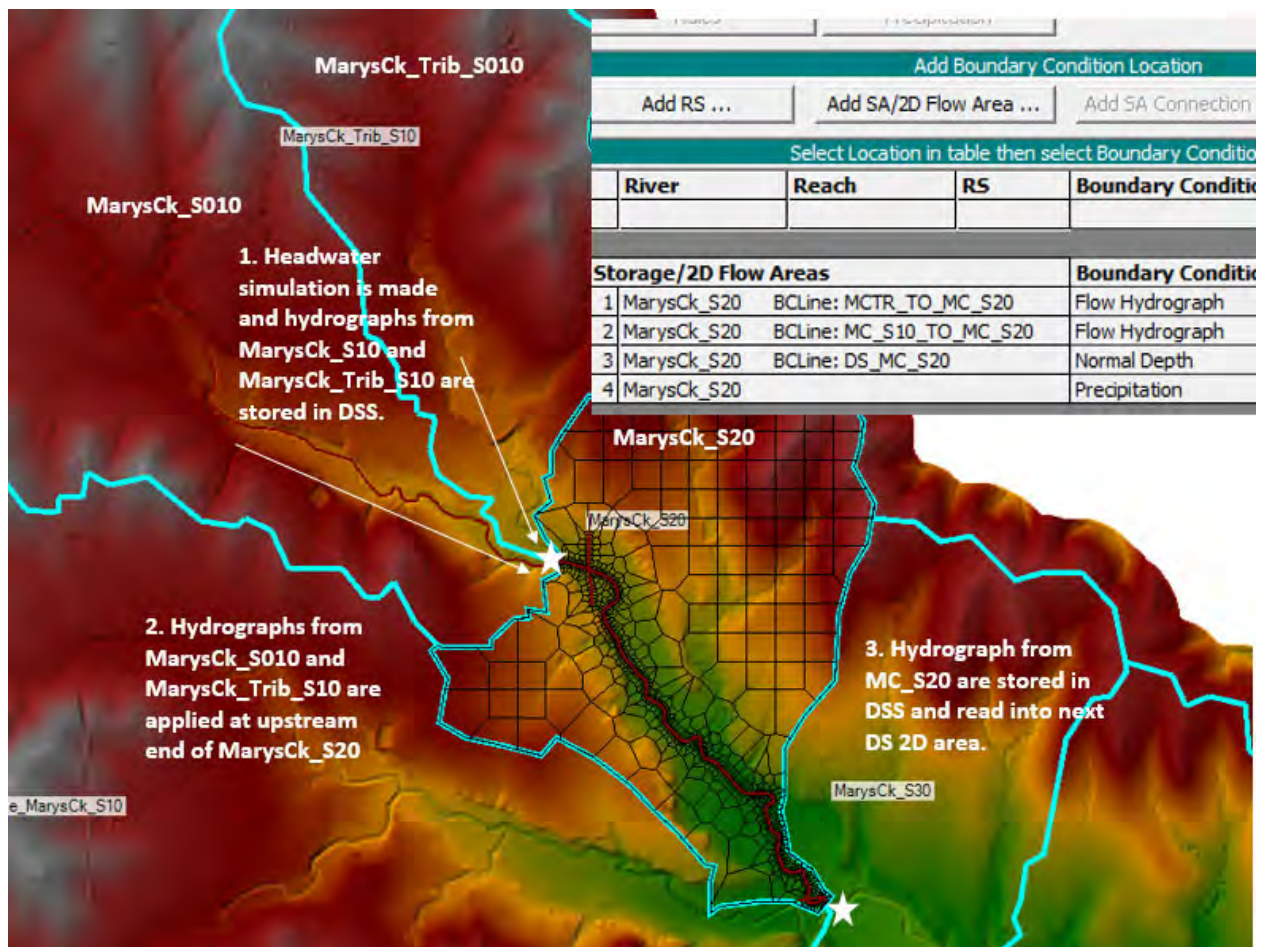 MarysCk_Trib_S010
MarysCk_Trib_S10
MarysCk_S010
1. Headwater
simulation is made
and hydrographs from
MarysCk_S10 and
MarysCk_Trib_S10 are
stored in DSS.
Add Boundary Condition Location
Add RS ... Add SA/2D Flow Area ... Add SA Connection
Select Location in table then select Boundary Conditio
River Reach RS Boundary Conditio
Storage/2D Flow Areas Boundary Conditio
1 MarysCk_S20 BCLine: MCTR_TO_MC_S20 Flow Hydrograph
2 MarysCk_S20 BCLine: MC_S10_TO_MC_S20 Flow Hydrograph
3 MarysCk_S20 BCLine: DS_MC_S20 Normal Depth
4 MarysCk_S20 Precipitation
MarysCk_S20
MarysCk_S20
2. Hydrographs from
MarysCk_S010 and
MarysCk_Trib_S10 are
applied at upstream
end of MarysCk_S20
3. Hydrograph from
MC_S20 are stored in
DSS and read into next
DS 2D area.
MarysCk_S30
e_MarysCk_S10